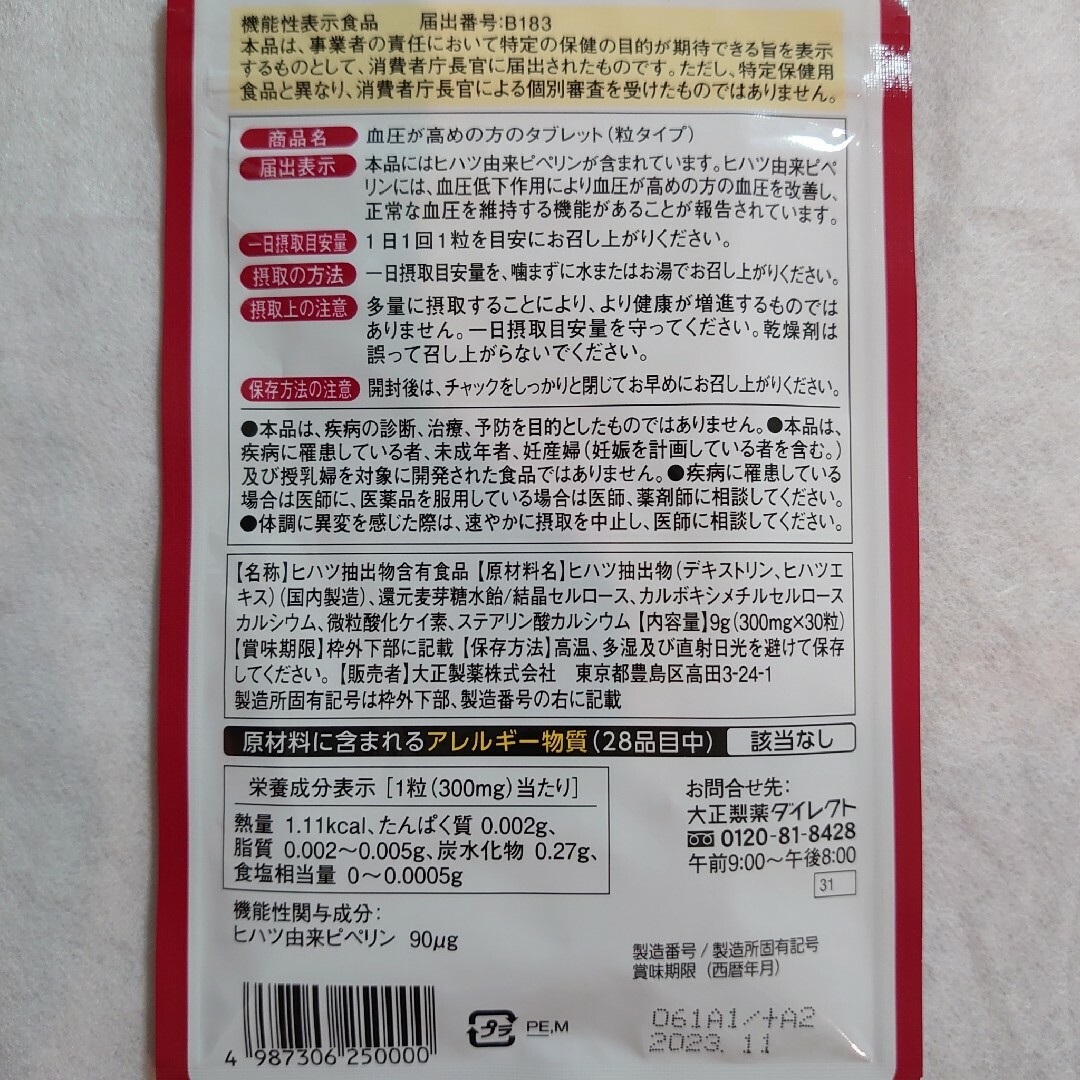 機能性表示食品 届出番号:B183
本品は、事業者の責任において特定の保健の目的が期待できる旨を表示
するものとして、消費者庁長官に届出されたものです。ただし、特定保健用
食品と異なり、消費者庁長官による個別審査を受けたものではありません。
商品名 血圧が高めの方のタブレット(粒タイプ)
届出表示 本品にはヒハツ由来ピペリンが含まれています。ヒハツ由来ピペ
リンには、血圧低下作用により血圧が高めの方の血圧を改善し、
正常な血圧を維持する機能があることが報告されています。
一日摂取目安量 1日1回1粒を目安にお召し上がりください。
摂取の方法 一日摂取目安量を、噛まずに水またはお湯でお召し上がりください。
摂取上の注意 多量に摂取することにより、より健康が増進するものでは
ありません。一日摂取目安量を守ってください。乾燥剤は
誤って召し上がらないでください。
保存方法の注意 開封後は、チャックをしっかりと閉じてお早めにお召し上がりください。
●本品は、疾病の診断、治療、予防を目的としたものではありません。●本品は、
疾病に罹患している者、未成年者、妊産婦(妊娠を計画している者を含む。)
及び授乳婦を対象に開発された食品ではありません。●疾病に罹患している
場合は医師に、医薬品を服用している場合は医師、薬剤師に相談してください。
●体調に異変を感じた際は、速やかに摂取を中止し、医師に相談してください。
【名称】ヒハツ抽出物含有食品【原材料名】ヒハツ抽出物(デキストリン、ヒハツエ
キス)(国内製造)、還元麦芽糖水飴/結晶セルロース、カルボキシメチルセルロース
カルシウム、微粒酸化ケイ素、ステアリン酸カルシウム【内容量】9g(300mg×30粒)
【賞味期限】枠外下部に記載【保存方法】高温、多湿及び直射日光を避けて保存
してください。【販売者】大正製薬株式会社 東京都豊島区高田3-24-1
製造所固有記号は枠外下部、製造番号の右に記載
原材料に含まれるアレルギー物質(28品目中) 該当なし
栄養成分表示[1粒(300mg)当たり]
熱量 1.11kcal、たんぱく質 0.002g、
脂質 0.002〜0.005g、炭水化物 0.27g、
食塩相当量 0〜0.0005g
機能性関与成分:
ヒハツ由来ピペリン 90μg
お問合せ先:
大正製薬ダイレクト
0120-81-8428
午前9:00〜午後8:00
31
製造番号/製造所固有記号
賞味期限(西暦年月)
061A1/+A2
2023.11
プラ PE,M
4 987306 250000